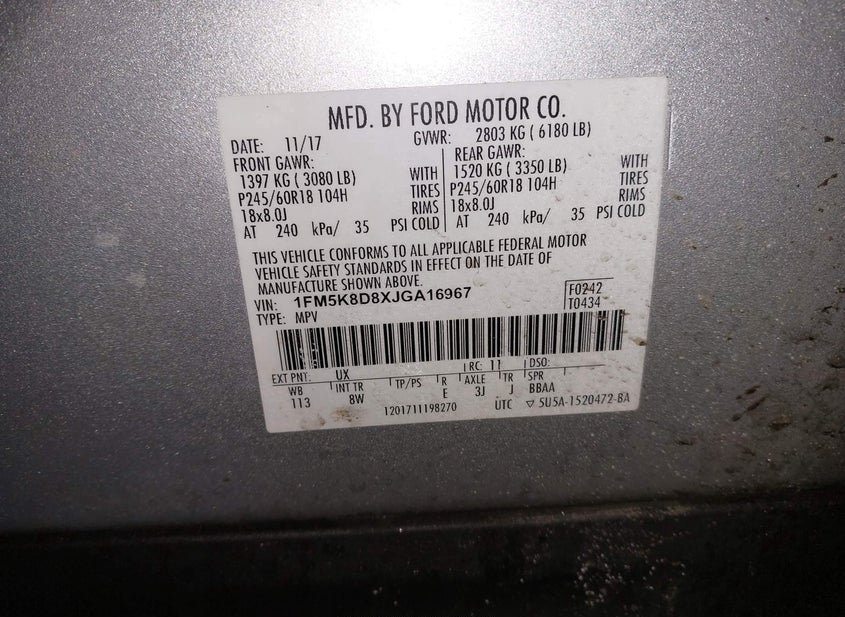 MFD. BY FORD MOTOR CO.
DATE: 11/17 GVWR: 2803 KG ( 6180 LB)
FRONT GAWR: REAR GAWR:
1397 KG ( 3080 LB) WITH 1520 KG ( 3350 LB) WITH
P245/60R18 104H TIRES P245/60R18 104H TIRES
18x8.0J RIMS 18x8.0J RIMS
AT 240 kPa/ 35 PSI COLD AT 240 kPa/ 35 PSI COLD
THIS VEHICLE CONFORMS TO ALL APPLICABLE FEDERAL MOTOR
VEHICLE SAFETY STANDARDS IN EFFECT ON THE DATE OF
MANUFACTURE SHOWN ABOVE.
VIN: 1FM5K8D8XJGA16967 F0242
TYPE: MPV T0434
EXT PNT: UX RC: 11 DSO:
WB INT TR TP/PS R AXLE TR SPR
113 8W E 3J J BBAA
1201711198270 UTC ▽ 5U5A-1520472-BA